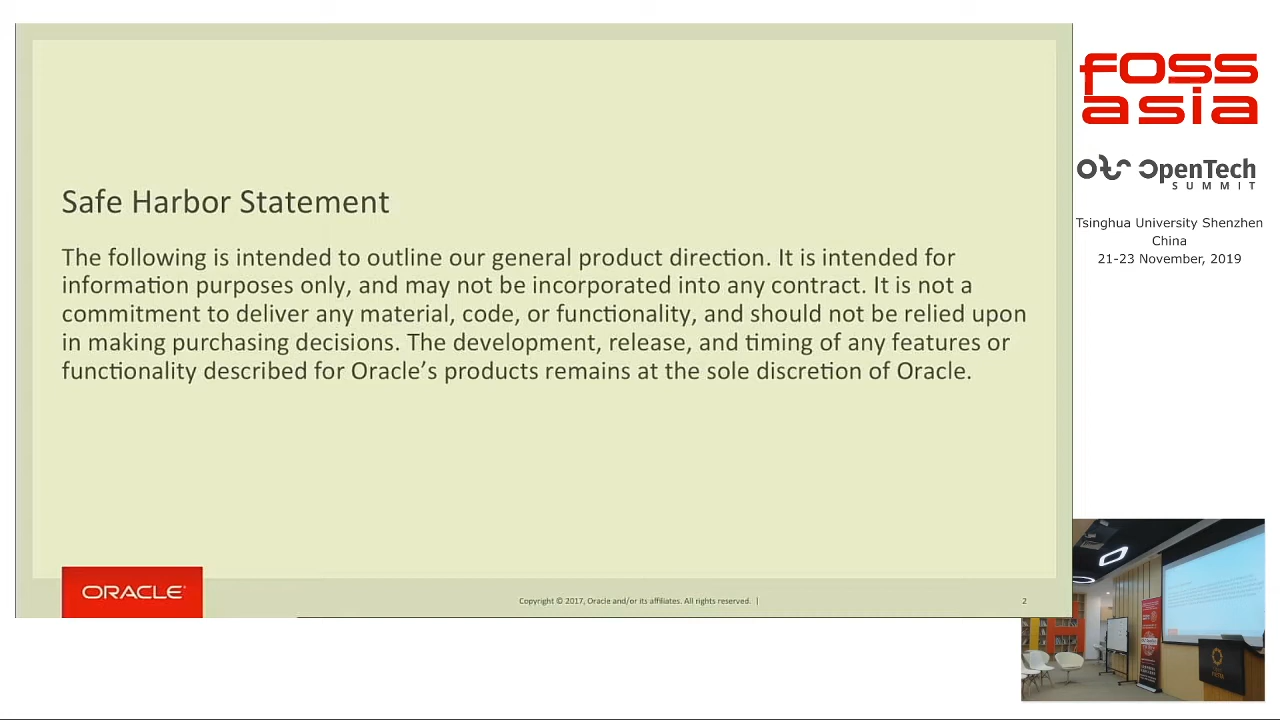 Safe Harbor Statement
The following is intended to outline our general product direction. It is intended for
information purposes only, and may not be incorporated into any contract. It is not a
commitment to deliver any material, code, or functionality, and should not be relied upon
in making purchasing decisions. The development, release, and timing of any features or
functionality described for Oracle’s products remains at the sole discretion of Oracle.
ORACLE®
Copyright © 2017, Oracle and/or its affiliates. All rights reserved. |
2
FOSS
asia
OpenTech
SUMMIT
Tsinghua University Shenzhen
China
21-23 November, 2019